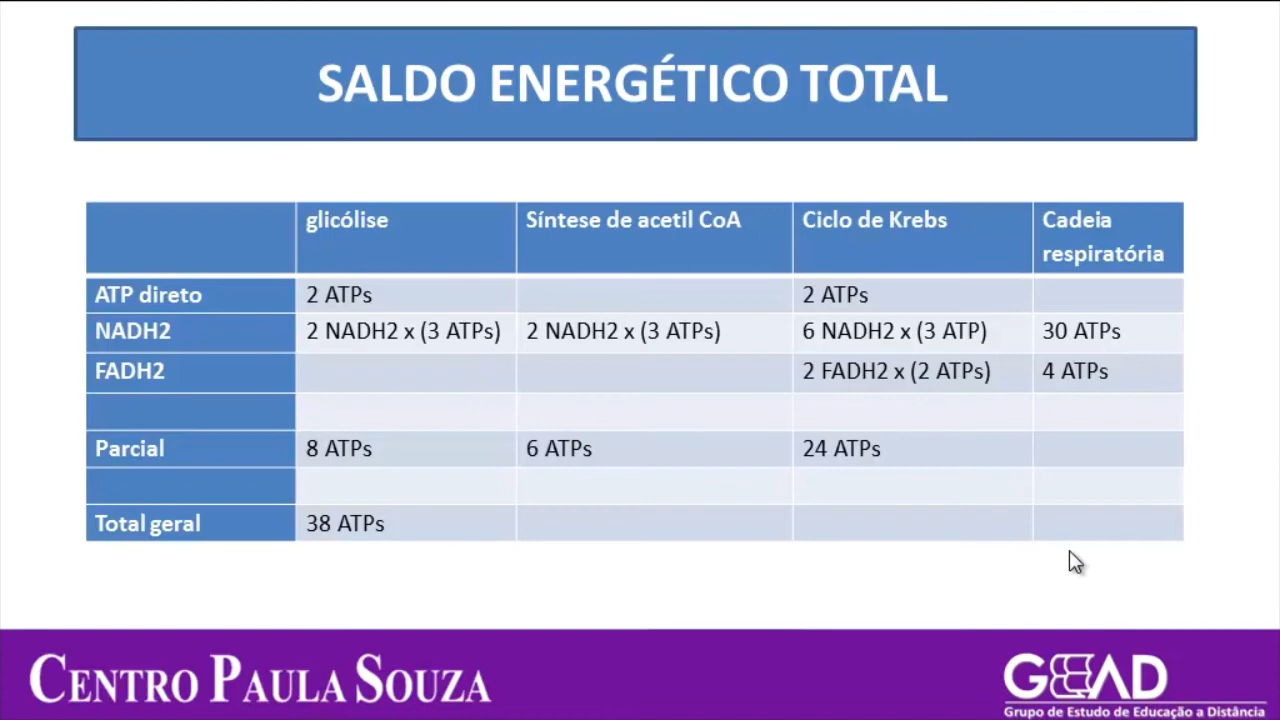 SALDO ENERGÉTICO TOTAL
glicólise Síntese de acetil CoA Ciclo de Krebs Cadeia
respiratória
ATP direto 2 ATPs 2 ATPs
NADH2 2 NADH2 x (3 ATPs) 2 NADH2 x (3 ATPs) 6 NADH2 x (3 ATP) 30 ATPs
FADH2 2 FADH2 x (2 ATPs) 4 ATPs
Parcial 8 ATPs 6 ATPs 24 ATPs
Total geral 38 ATPs
CENTRO PAULA SOUZA
GEEAD
Grupo de Estudo de Educação a Distância